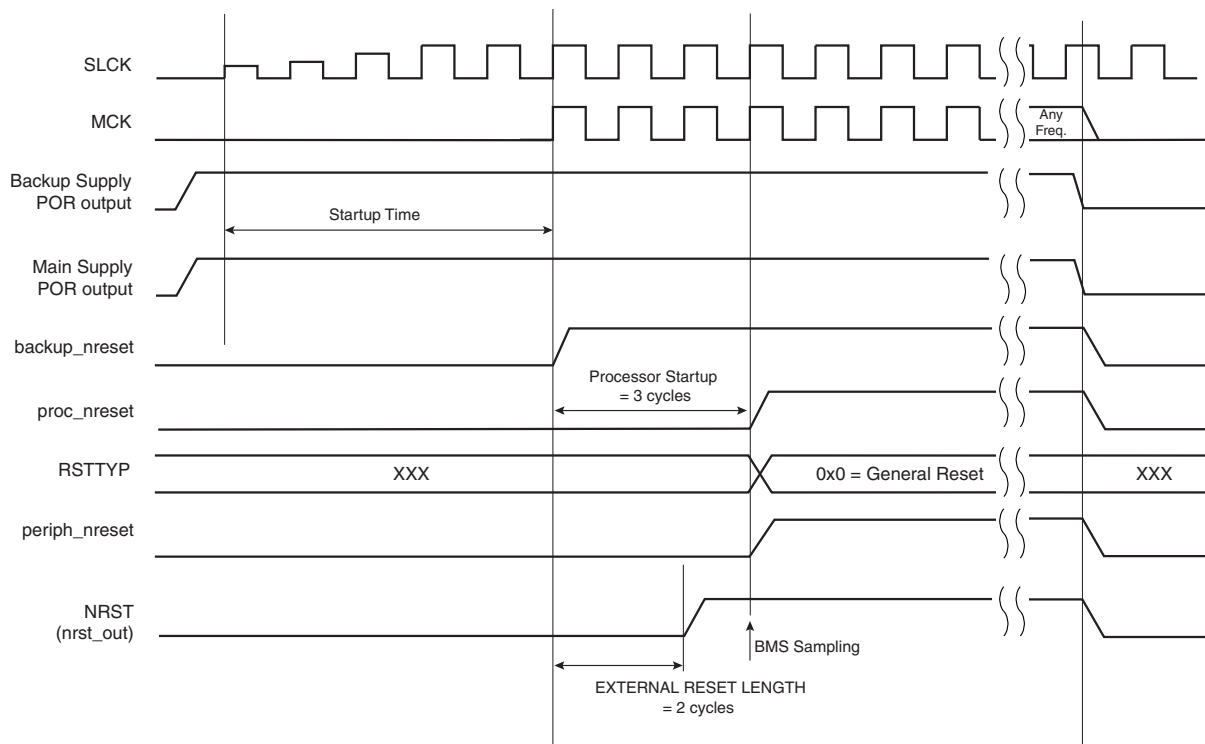 SLCK
MCK
Any
Freq.
Backup Supply
POR output
Startup Time
Main Supply
POR output
backup_nreset
Processor Startup
= 3 cycles
proc_nreset
RSTTYP
XXX
0x0 = General Reset
XXX
periph_nreset
NRST
(nrst_out)
BMS Sampling
EXTERNAL RESET LENGTH
= 2 cycles